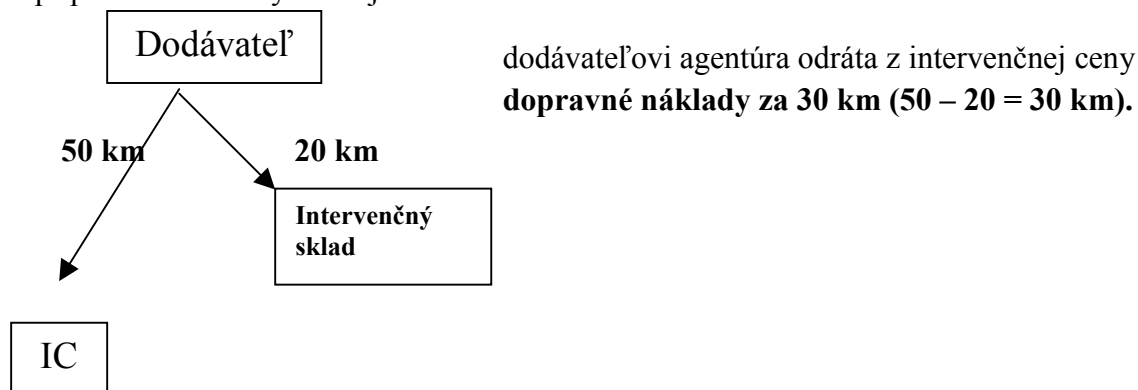 Dodávateľ
dodávateľovi agentúra odráta z intervenčnej ceny
dopravné náklady za 30 km (50 – 20 = 30 km).
50 km
20 km
Intervenčný
sklad
IC